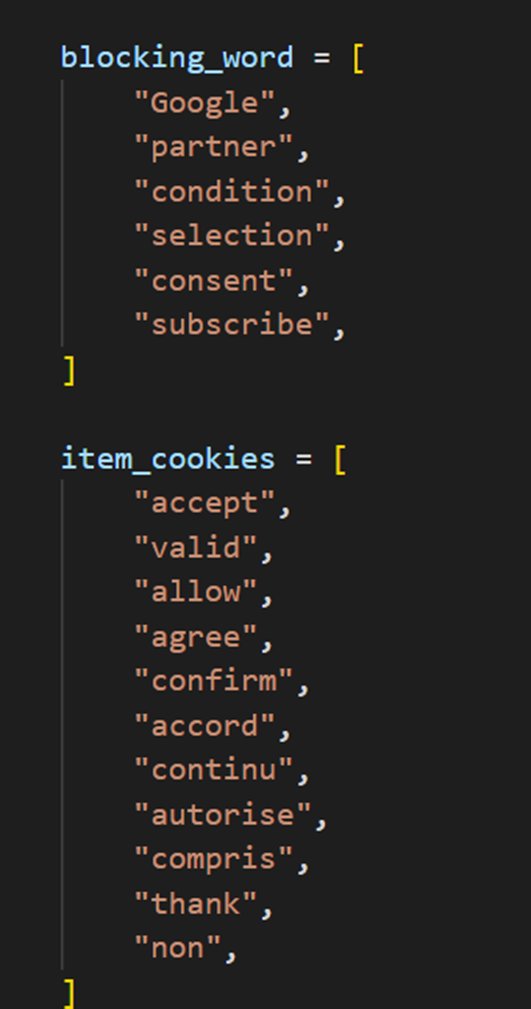 blocking_word = [
"Google",
"partner",
"condition",
"selection",
"consent",
"subscribe",
]
item_cookies = [
"accept",
"valid",
"allow",
"agree",
"confirm",
"accord",
"continu",
"autorise",
"compris",
"thank",
"non",
]